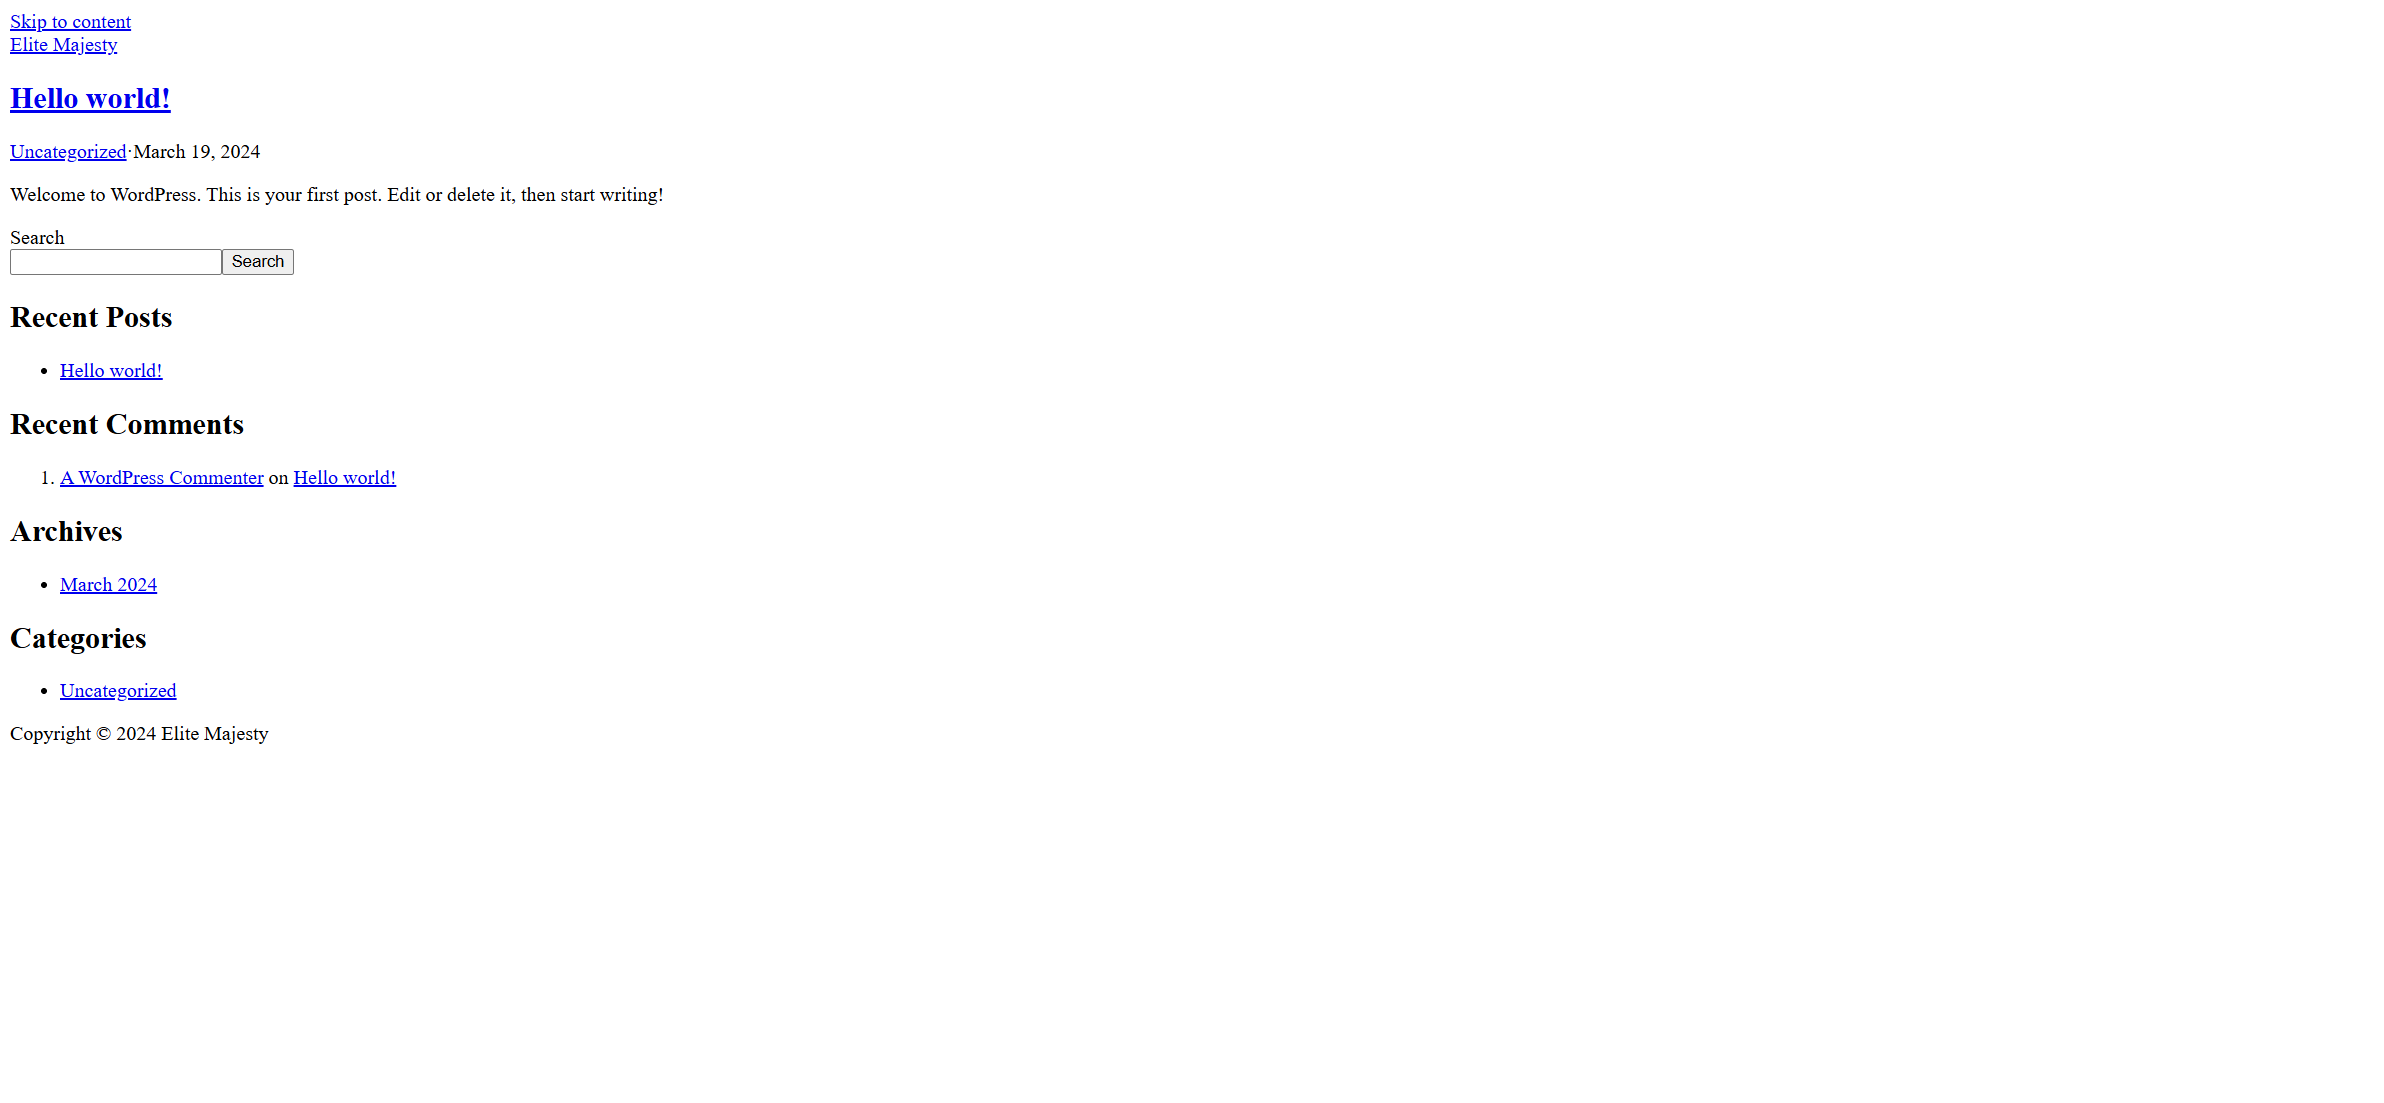 Skip to content
Elite Majesty
Hello world!
Uncategorized·March 19, 2024
Welcome to WordPress. This is your first post. Edit or delete it, then start writing!
Search
Search
Recent Posts
Hello world!
Recent Comments
1. A WordPress Commenter on Hello world!
Archives
March 2024
Categories
Uncategorized
Copyright © 2024 Elite Majesty